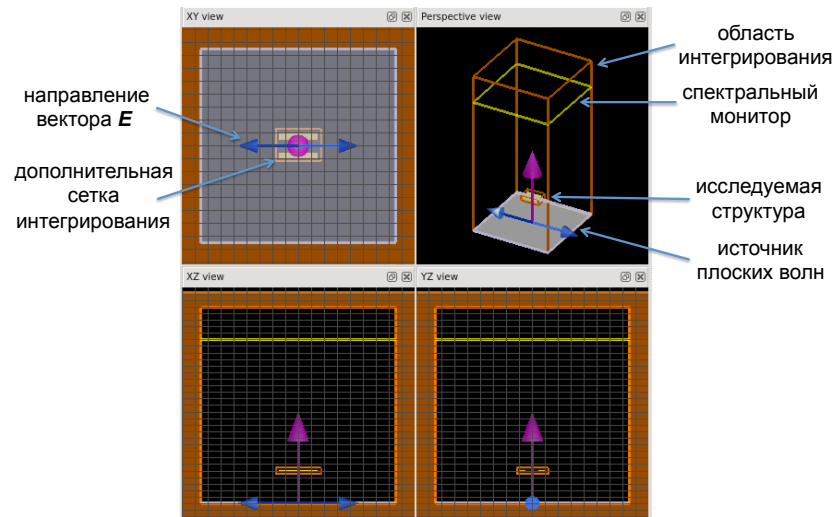 XY view
Perspective view
направление
вектора E
дополнительная
сетка
интегрирования
область
интегрирования
спектральный
монитор
исследуемая
структура
источник
плоских волн
XZ view
YZ view